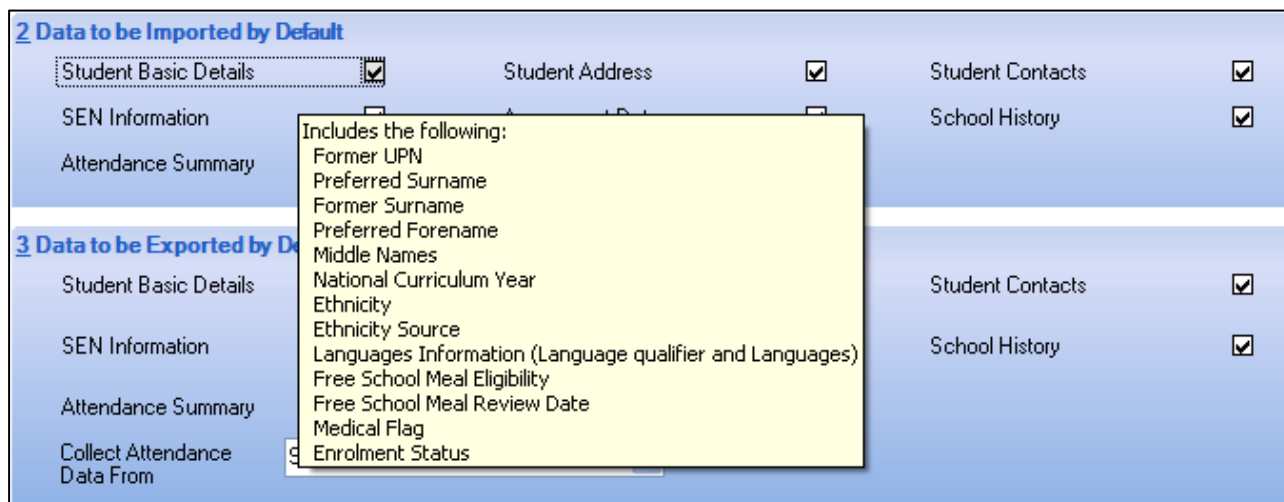 2 Data to be Imported by Default
Student Basic Details Student Address Student Contacts
SEN Information School History
Attendance Summary
Includes the following:
Former UPN
Preferred Surname
Former Surname
Preferred Forename
Middle Names
National Curriculum Year
Ethnicity
Ethnicity Source
Languages Information (Language qualifier and Languages)
Free School Meal Eligibility
Free School Meal Review Date
Medical Flag
Enrolment Status
3 Data to be Exported by
Student Basic Details Student Contacts
SEN Information School History
Attendance Summary
Collect Attendance
Data From